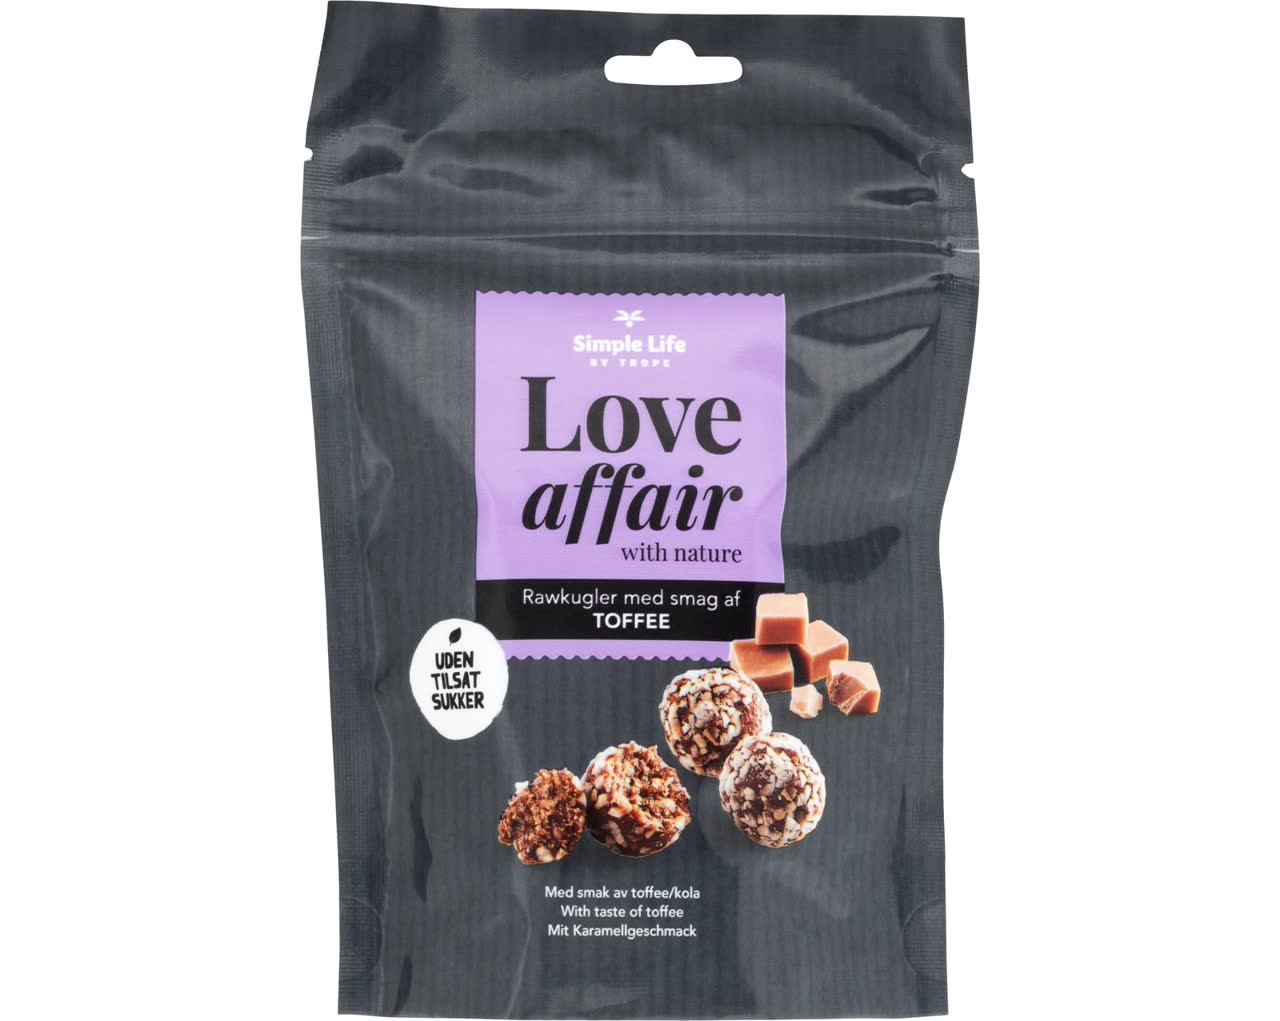 Simple Life
BY TROPE
Love
affair
with nature
Rawkugler med smag af
TOFFEE
UDEN
TILSAT
SUKKER
Med smak av toffee/kola
With taste of toffee
Mit Karamellgeschmack